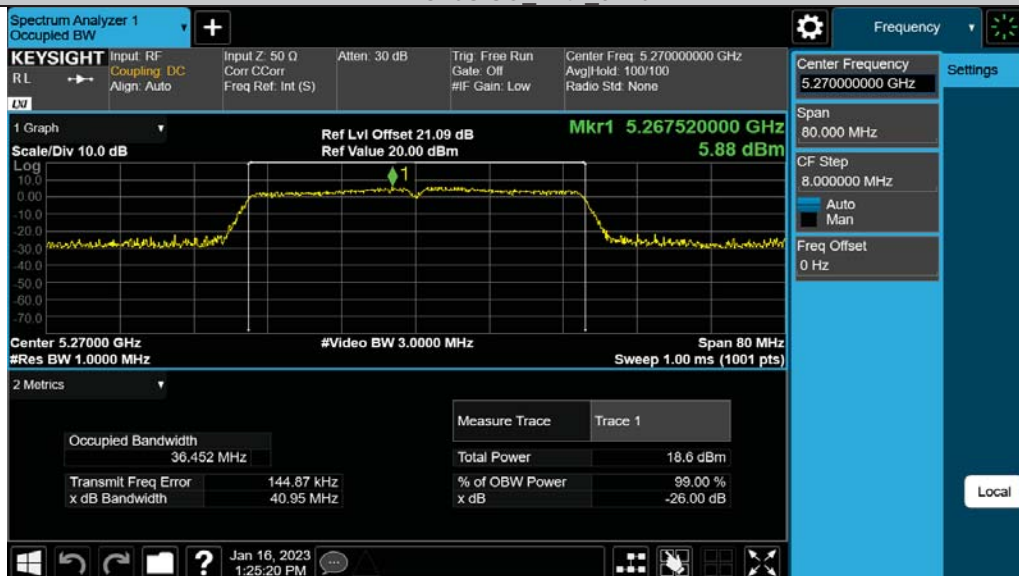 Spectrum Analyzer 1
Occupied BW
Frequency
KEYSIGHT
RL
LXI
Input: RF
Coupling: DC
Align: Auto
Input Z: 50 Ω
Corr CCorr
Freq Ref: Int (S)
Atten: 30 dB
Trig: Free Run
Gate: Off
#IF Gain: Low
Center Freq: 5.270000000 GHz
Avg|Hold: 100/100
Radio Std: None
1 Graph
Scale/Div 10.0 dB
Ref Lvl Offset 21.09 dB
Ref Value 20.00 dBm
Mkr1 5.267520000 GHz
5.88 dBm
Log
10.0
0.00
-10.0
-20.0
-30.0
-40.0
-50.0
-60.0
-70.0
1
Center 5.27000 GHz
#Res BW 1.0000 MHz
#Video BW 3.0000 MHz
Span 80 MHz
Sweep 1.00 ms (1001 pts)
2 Metrics
Occupied Bandwidth
36.452 MHz
Transmit Freq Error 144.87 kHz
x dB Bandwidth 40.95 MHz
Measure Trace Trace 1
Total Power 18.6 dBm
% of OBW Power 99.00 %
x dB -26.00 dB
Center Frequency
5.270000000 GHz
Span
80.000 MHz
CF Step
8.000000 MHz
Auto
Man
Freq Offset
0 Hz
Settings
Local
?
Jan 16, 2023
1:25:20 PM